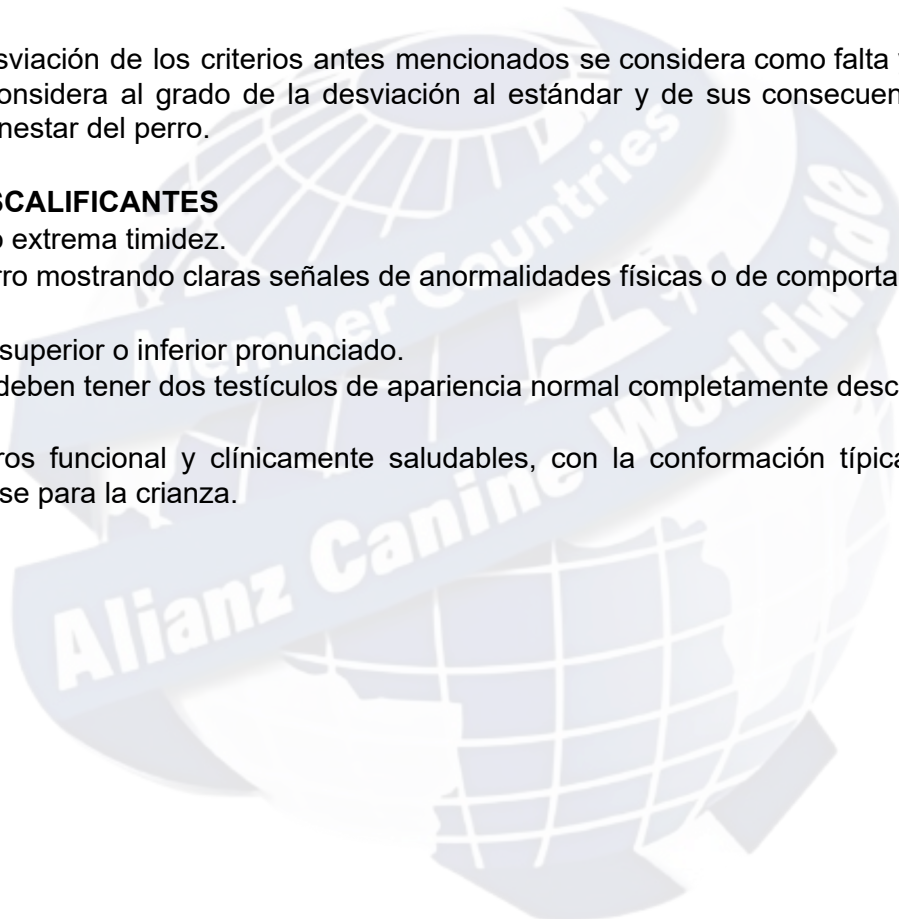 sviación de los criterios antes mencionados se considera como falta
onsidera al grado de la desviación al estándar y de sus consecuen
nestar del perro.
SCALIFICANTES
o extrema timidez.
rro mostrando claras señales de anormalidades físicas o de comporta
superior o inferior pronunciado.
deben tener dos testículos de apariencia normal completamente desc
ros funcional y clínicamente saludables, con la conformación típica
se para la crianza.
Member Countries
Alianz Canine Worldwide